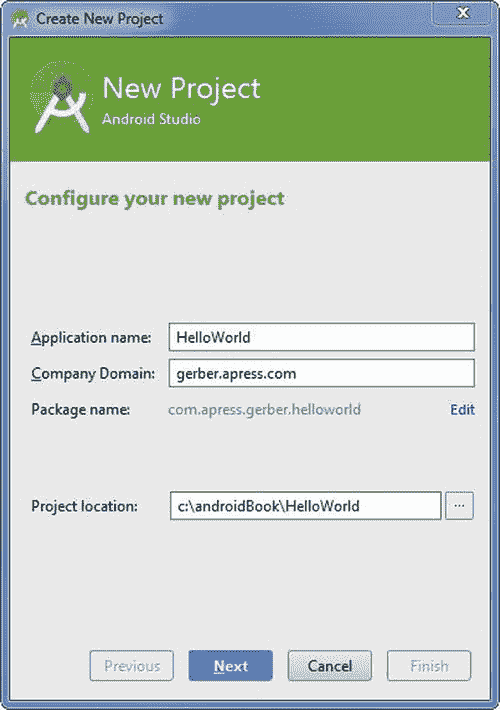 Create New Project
New Project
Android Studio
Configure your new project
Application name: HelloWorld
Company Domain: gerber.apress.com
Package name: com.apress.gerber.helloworld Edit
Project location: c:\androidBook\HelloWorld ...
Previous Next Cancel Finish